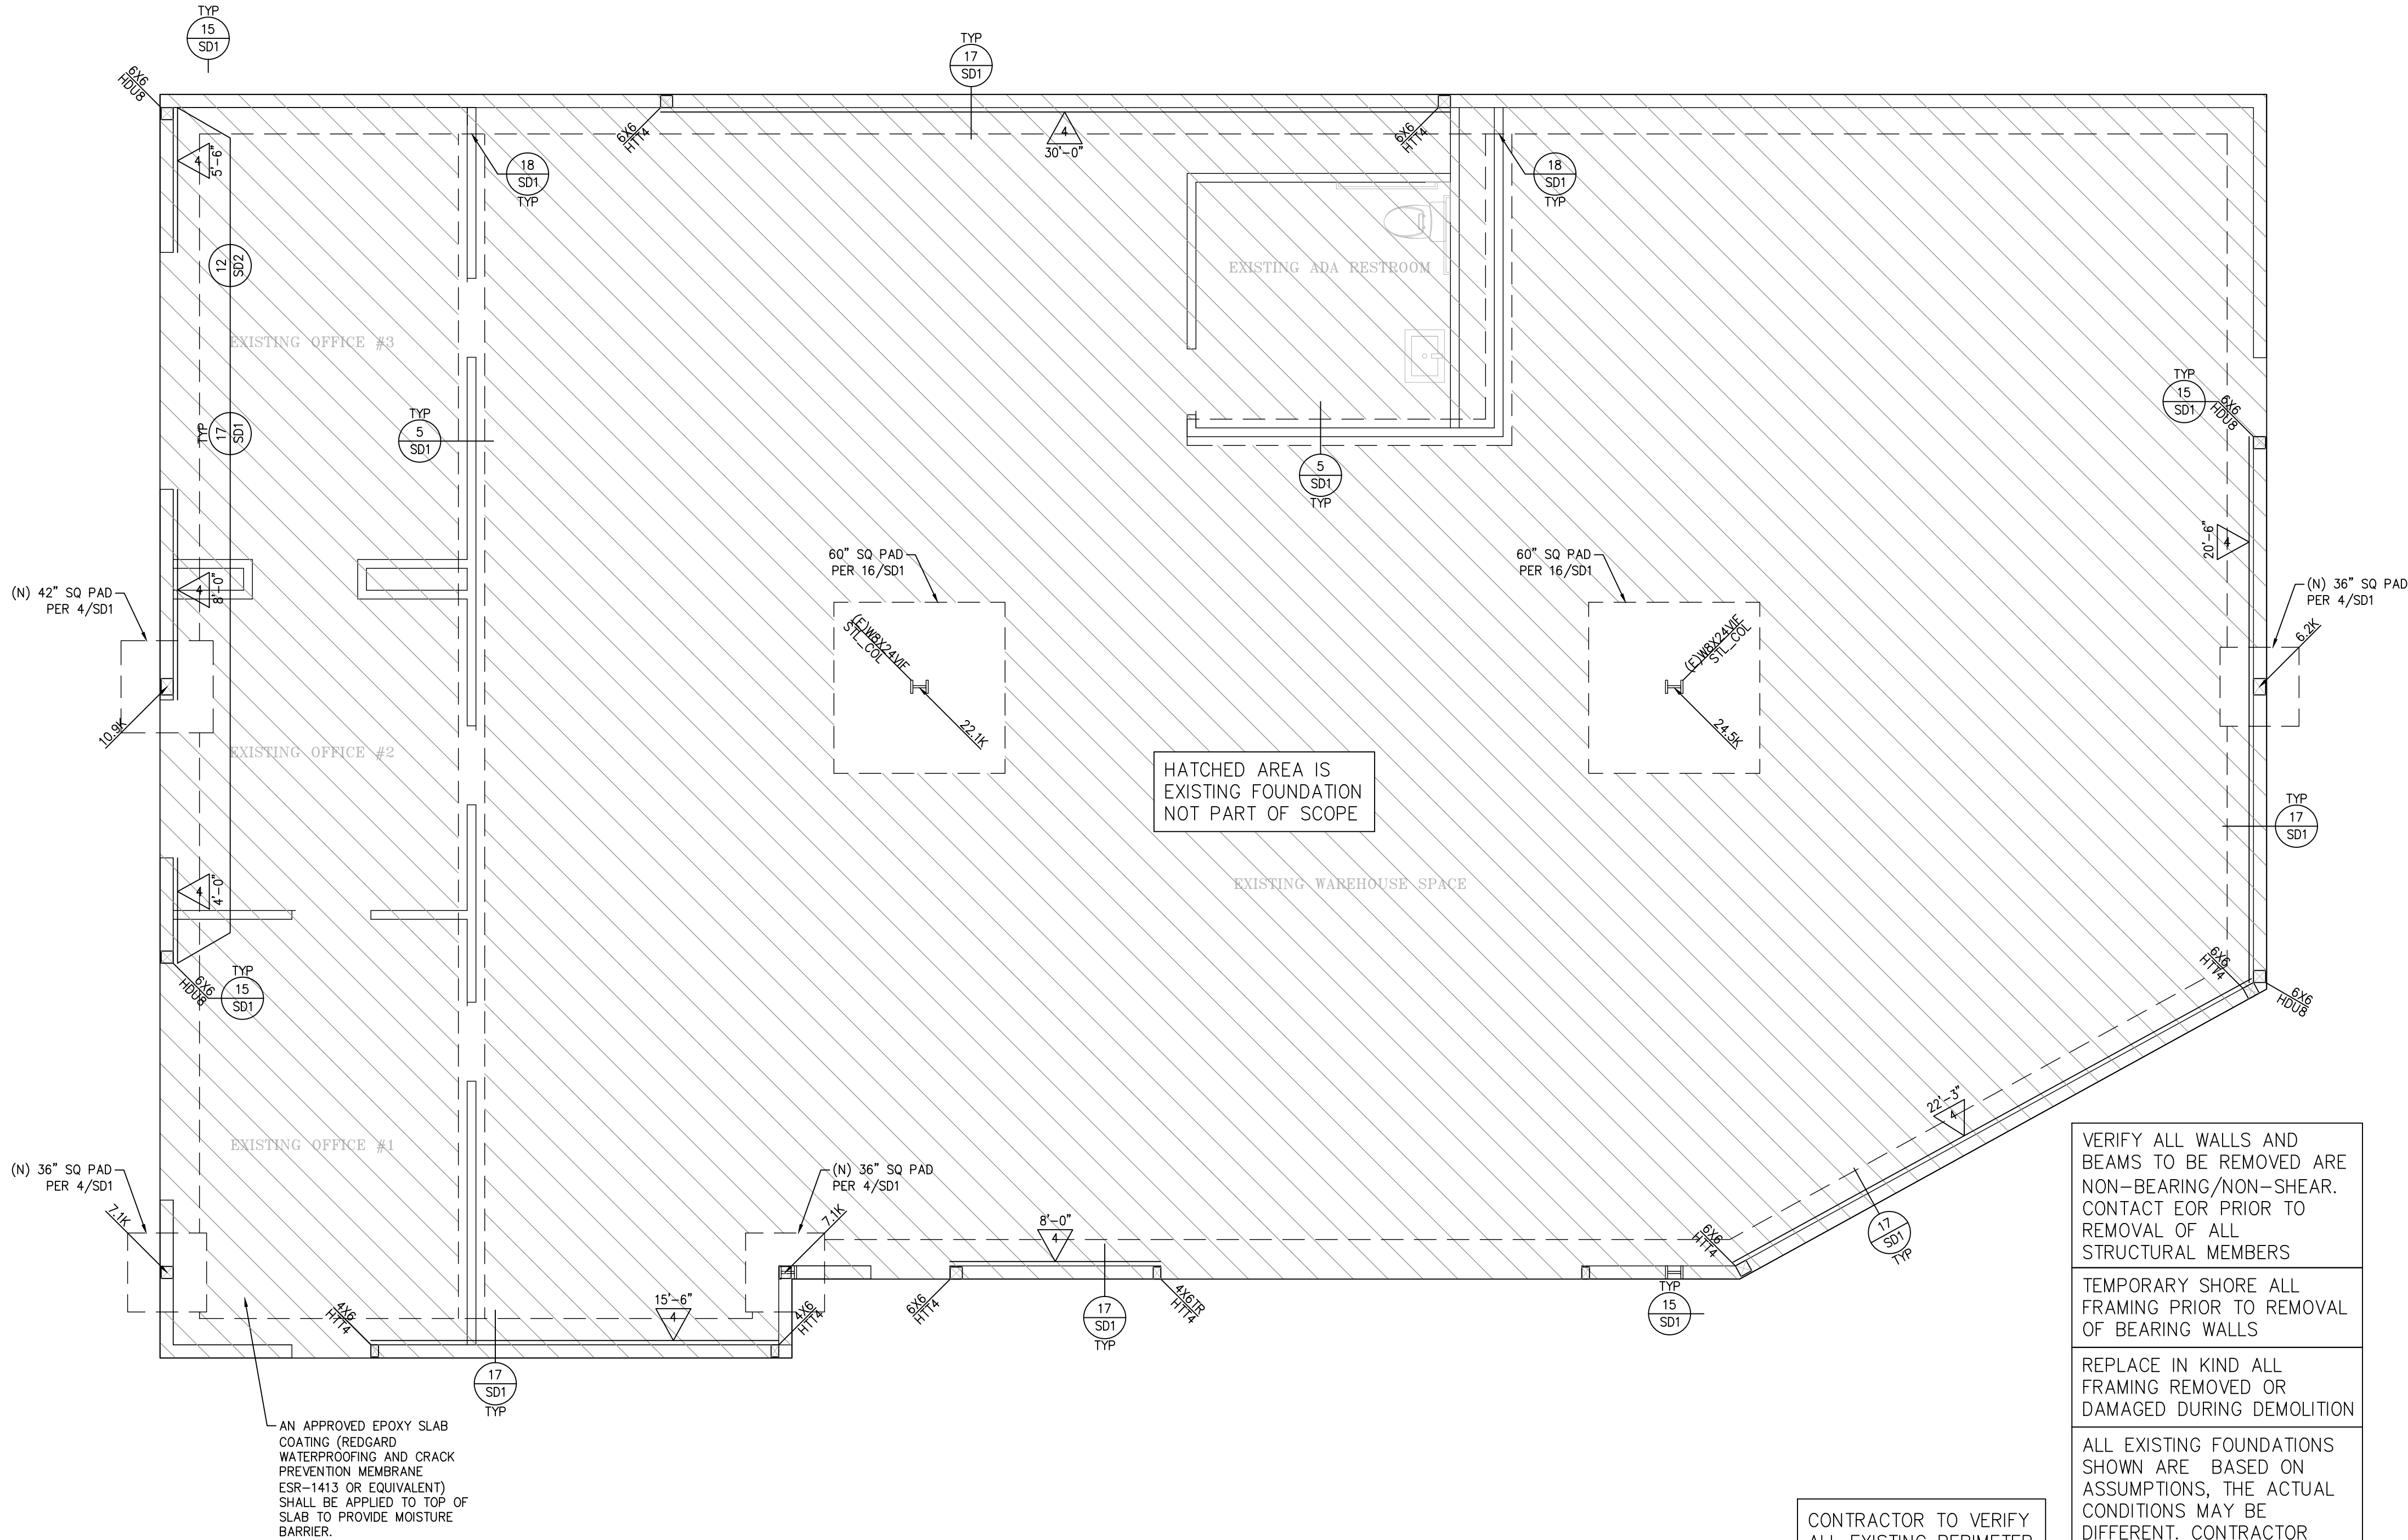 TYP
15
SD1
TYP
17
SD1
6X6
HDU8
6X6
HTT4
6X6
HTT4
4
5'-6"
4
30'-0"
18
SD1
TYP
18
SD1
TYP
12
SD2
EXISTING ADA RESTROOM
EXISTING OFFICE #3
TYP
17
SD1
TYP
5
SD1
5
SD1
TYP
TYP
15
SD1
6X6
HDU8
4
20'-6"
(N) 42" SQ PAD
PER 4/SD1
4
8'-0"
60" SQ PAD
PER 16/SD1
60" SQ PAD
PER 16/SD1
(N) 36" SQ PAD
PER 4/SD1
(E)W8X24VIF
STL_COL
(E)W8X24VIF
STL_COL
6.2K
10.9K
22.1K
24.5K
EXISTING OFFICE #2
HATCHED AREA IS
EXISTING FOUNDATION
NOT PART OF SCOPE
TYP
17
SD1
4
4'-0"
EXISTING WAREHOUSE SPACE
6X6
HDU8
TYP
15
SD1
6X6
HTT4
6X6
HDU8
EXISTING OFFICE #1
22'-3"
4
17
SD1
TYP
(N) 36" SQ PAD
PER 4/SD1
7.1K
(N) 36" SQ PAD
PER 4/SD1
7.1K
8'-0"
4
6X6
HTT4
4X6
HTT4
15'-6"
4
4X6
HTT4
6X6
HTT4
17
SD1
TYP
4X6TR
HTT4
TYP
15
SD1
17
SD1
TYP
AN APPROVED EPOXY SLAB
COATING (REDGARD
WATERPROOFING AND CRACK
PREVENTION MEMBRANE
ESR-1413 OR EQUIVALENT)
SHALL BE APPLIED TO TOP OF
SLAB TO PROVIDE MOISTURE
BARRIER.
VERIFY ALL WALLS AND
BEAMS TO BE REMOVED ARE
NON-BEARING/NON-SHEAR.
CONTACT EOR PRIOR TO
REMOVAL OF ALL
STRUCTURAL MEMBERS
TEMPORARY SHORE ALL
FRAMING PRIOR TO REMOVAL
OF BEARING WALLS
REPLACE IN KIND ALL
FRAMING REMOVED OR
DAMAGED DURING DEMOLITION
ALL EXISTING FOUNDATIONS
SHOWN ARE BASED ON
ASSUMPTIONS, THE ACTUAL
CONDITIONS MAY BE
DIFFERENT. CONTRACTOR
CONTRACTOR TO VERIFY
ALL EXISTING PERIMETER